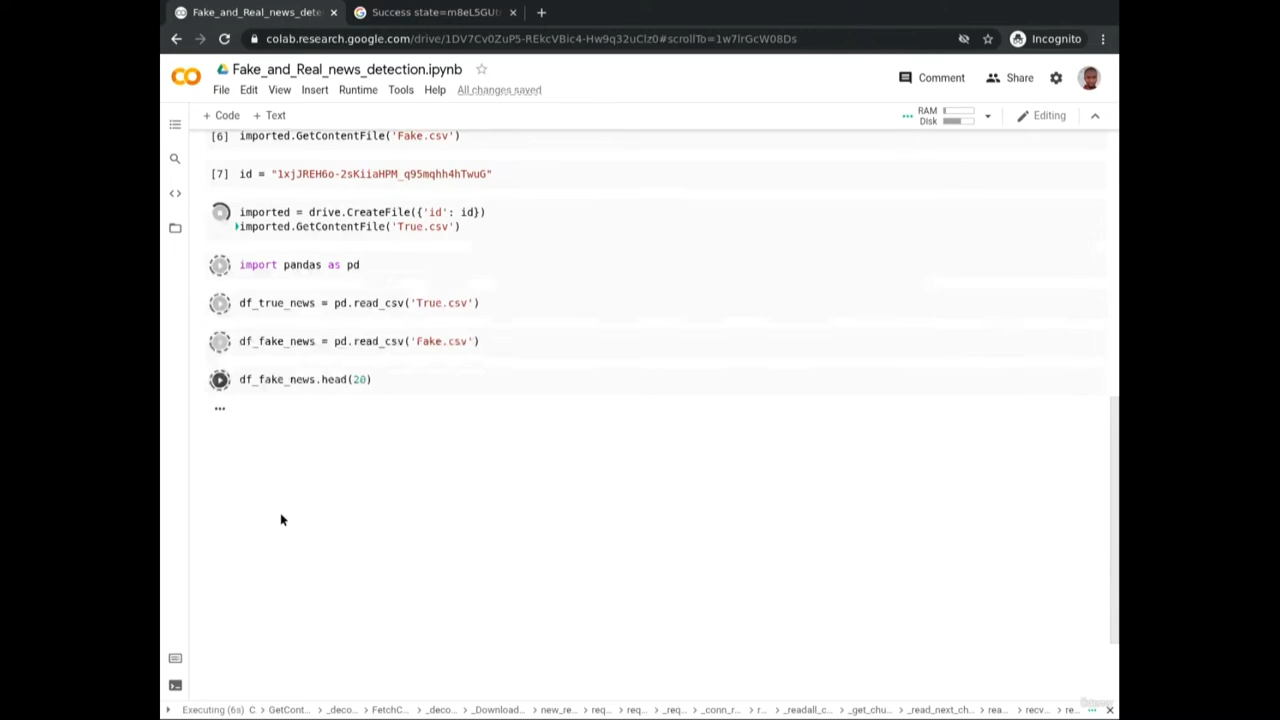 Fake_and_Real_news_dete
Success state=m8eL5GUt
colab.research.google.com/drive/1DV7Cv0ZuP5-REkcVBic4-Hw9q32uClz0#scrollTo=1w7lrGcW08Ds
Incognito
Fake_and_Real_news_detection.ipynb
Comment
Share
File Edit View Insert Runtime Tools Help All changes saved
+ Code + Text
RAM
Disk
Editing
[6] imported.GetContentFile('Fake.csv')
[7] id = "1xjJREH6o-2sKiiaHPM_q95mqhh4hTwuG"
imported = drive.CreateFile({'id': id})
imported.GetContentFile('True.csv')
import pandas as pd
df_true_news = pd.read_csv('True.csv')
df_fake_news = pd.read_csv('Fake.csv')
df_fake_news.head(20)
...
Executing (6s) C > GetCont... > _deco... > FetchC... > _deco... > _Download... > new_re... > req... > req... > _req... > _conn_r... > r... > _readall_c... > _get_chu... > _read_next_ch... > rea... > recv... > re... ...